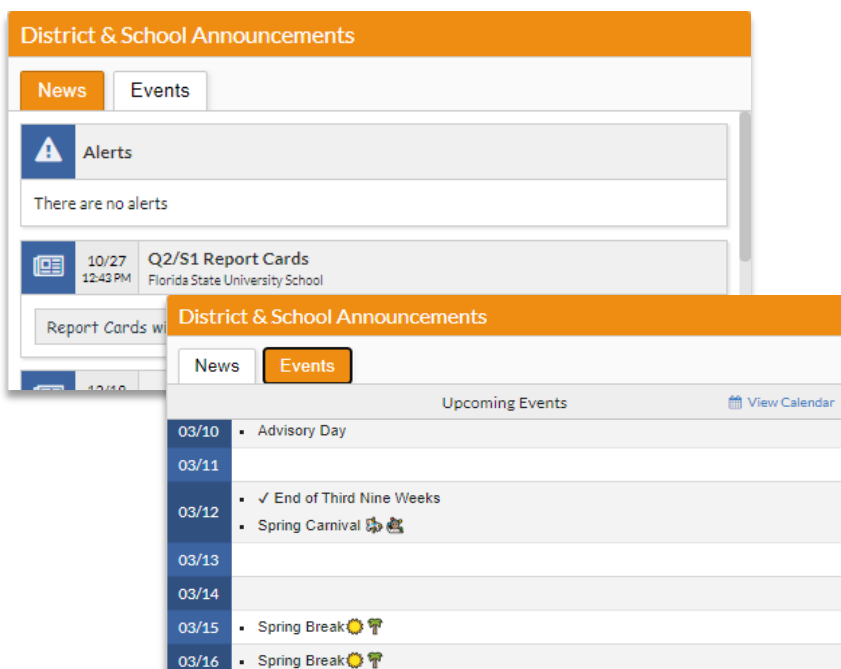 District & School Announcements
News Events
Alerts
There are no alerts
10/27 Q2/S1 Report Cards
12:43 PM Florida State University School
Report Cards wi
District & School Announcements
News Events
Upcoming Events View Calendar
03/10 ▪ Advisory Day
03/11
▪ ✓ End of Third Nine Weeks
03/12
▪ Spring Carnival
03/13
03/14
03/15 ▪ Spring Break
03/16 ▪ Spring Break